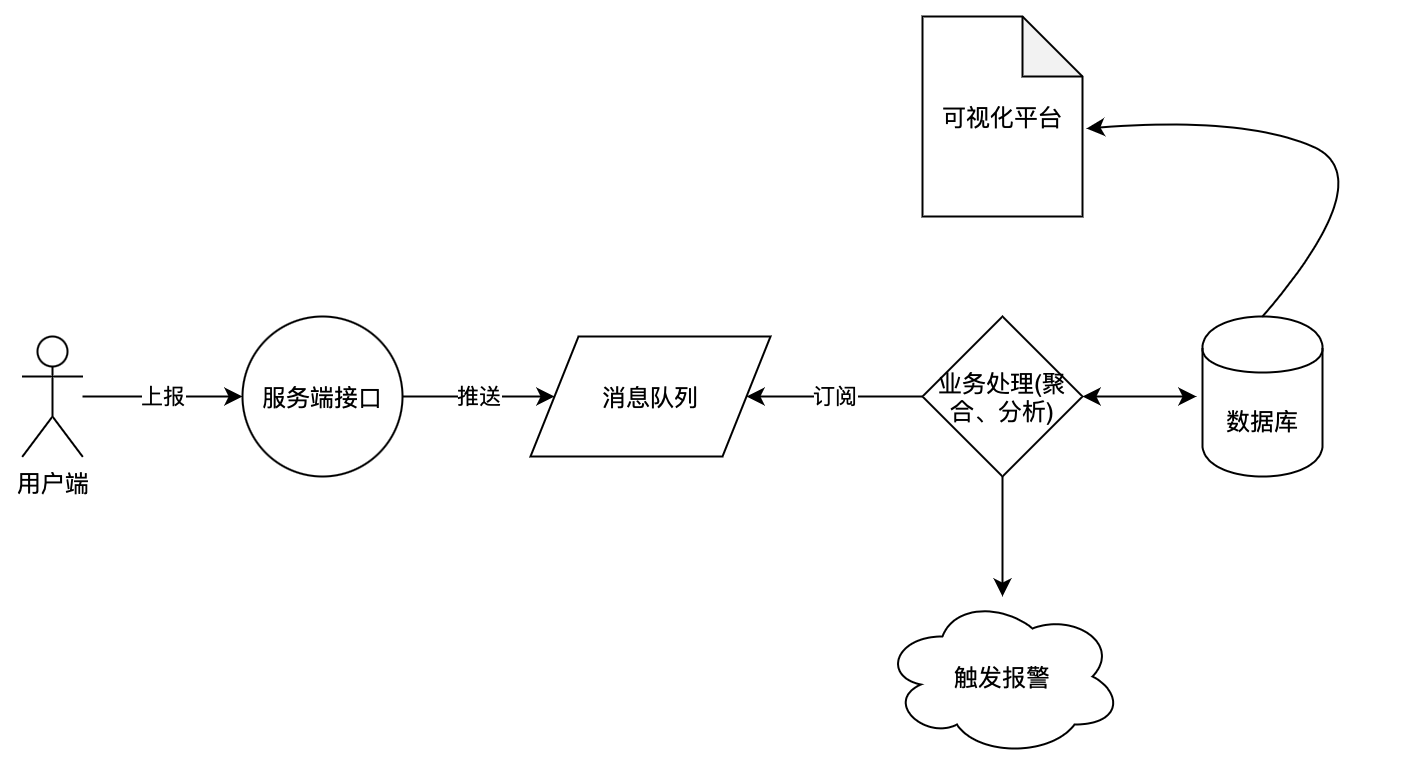 可视化平台
上报
服务端接口
推送
消息队列
订阅
业务处理(聚
合、分析)
数据库
用户端
触发报警